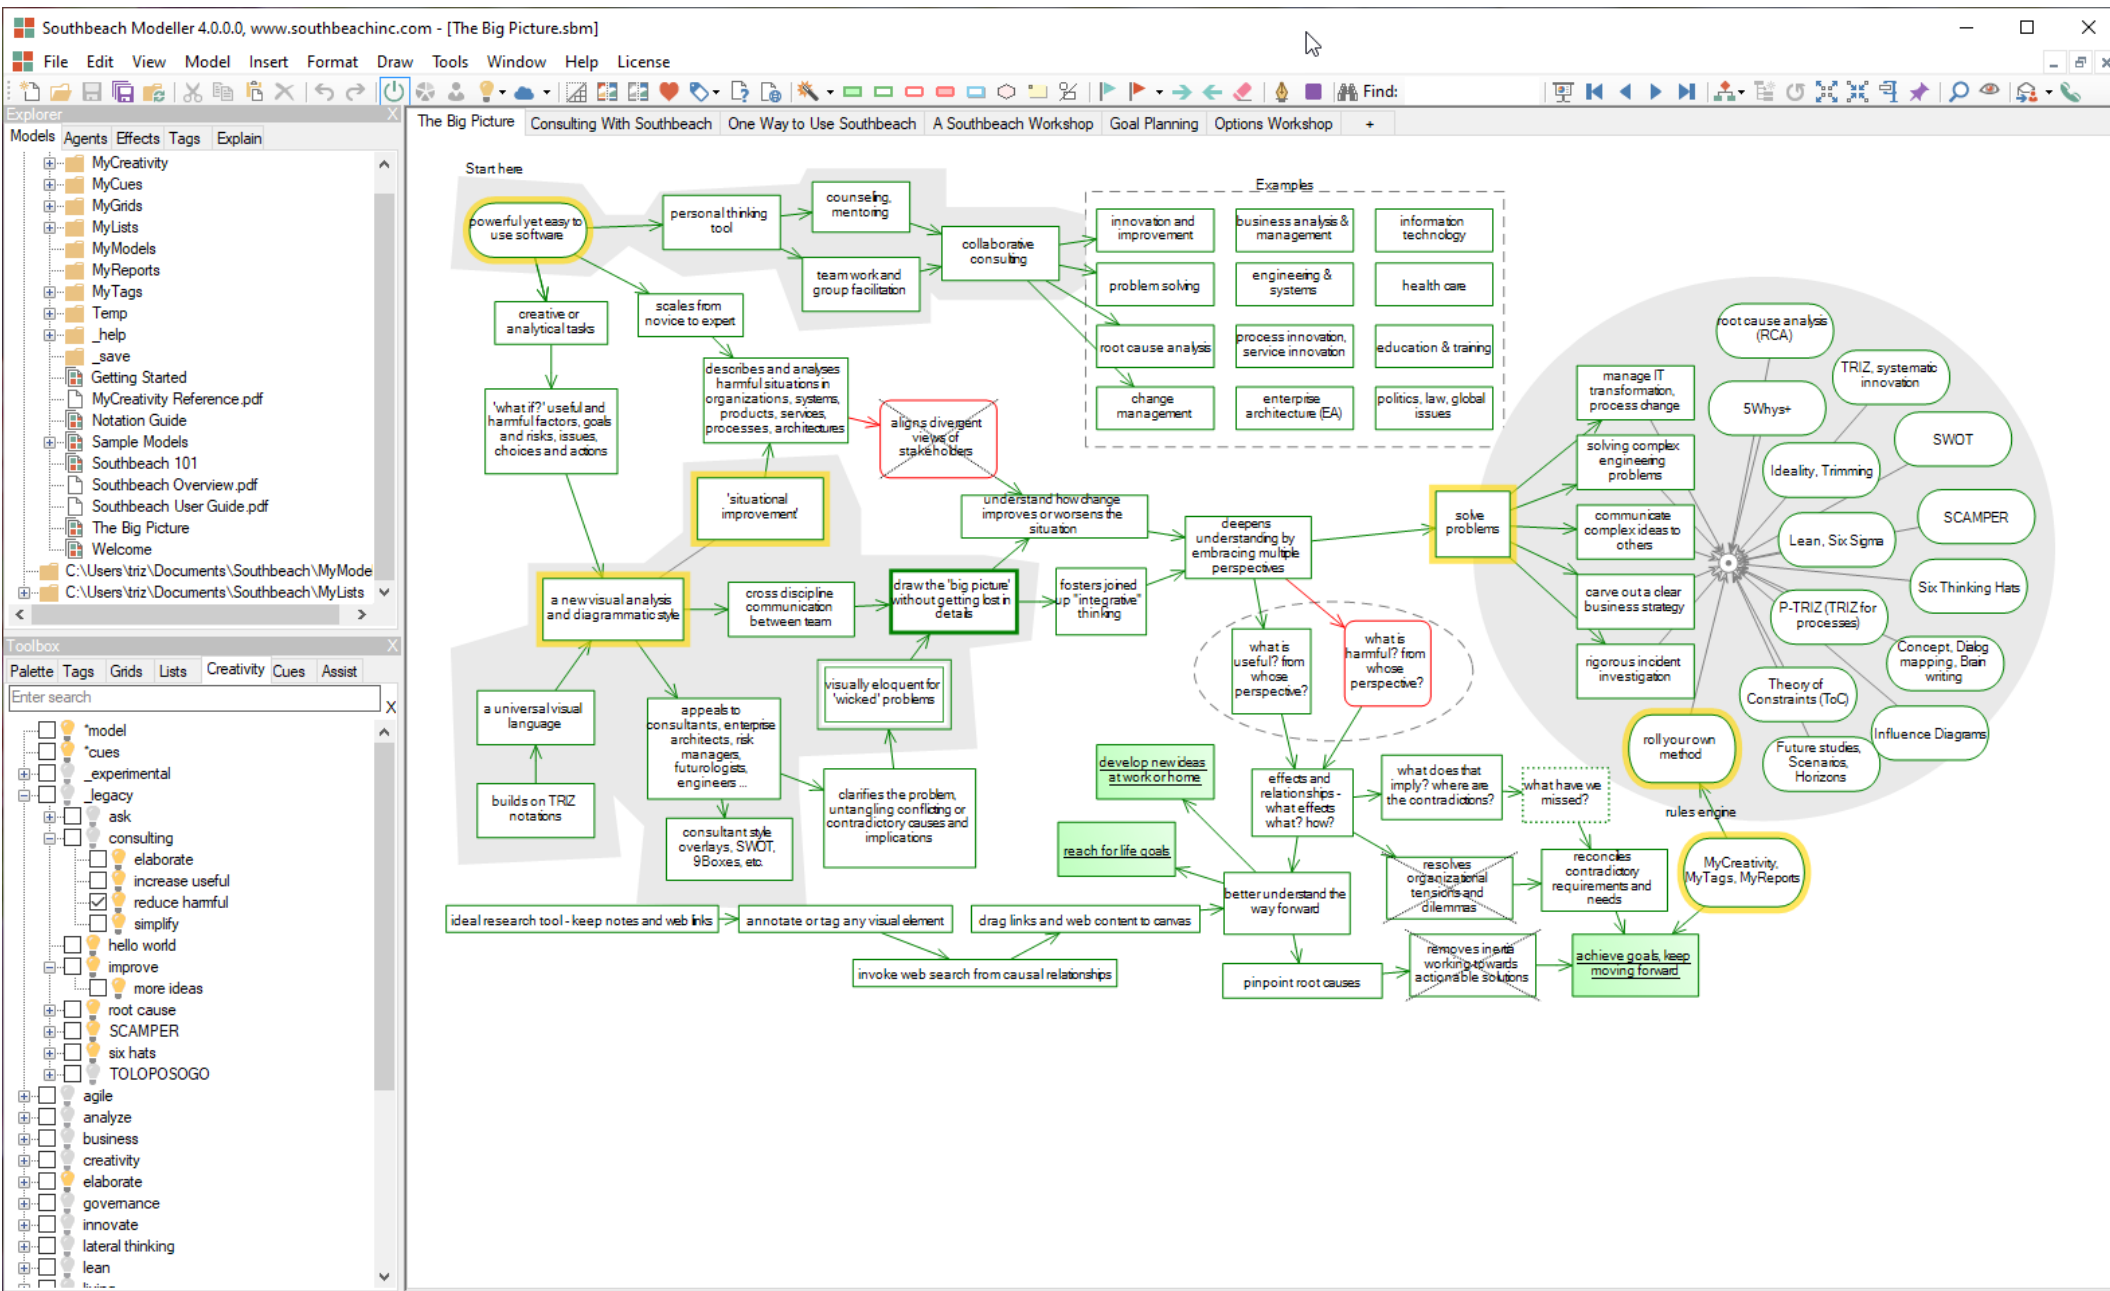 Southbeach Modeller 4.0.0.0, www.southbeachinc.com - [The Big Picture.sbm]
File Edit View Model Insert Format Draw Tools Window Help License
Find:
Explorer
Models Agents Effects Tags Explain
MyCreativity
MyCues
MyGrids
MyLists
MyModels
MyReports
MyTags
Temp
_help
_save
Getting Started
MyCreativity Reference.pdf
Notation Guide
Sample Models
Southbeach 101
Southbeach Overview.pdf
Southbeach User Guide.pdf
The Big Picture
Welcome
C:\Users\triz\Documents\Southbeach\MyMode
C:\Users\triz\Documents\Southbeach\MyLists
Toolbox
Palette Tags Grids Lists Creativity Cues Assist
Enter search
X
*model
*cues
_experimental
_legacy
ask
consulting
elaborate
increase useful
reduce harmful
simplify
hello world
improve
more ideas
root cause
SCAMPER
six hats
TOLOPOSOGO
agile
analyze
business
creativity
elaborate
governance
innovate
lateral thinking
lean
The Big Picture Consulting With Southbeach One Way to Use Southbeach A Southbeach Workshop Goal Planning Options Workshop +
Start here
powerful yet easy to
use software
personal thinking
tool
counseling,
mentoring
team work and
group facilitation
collaborative
consulting
Examples
innovation and
improvement
business analysis &
management
information
technology
problem solving
engineering &
systems
health care
root cause analysis
process innovation,
service innovation
education & training
change
management
enterprise
architecture (EA)
politics, law, global
issues
creative or
analytical tasks
scales from
novice to expert
'what if?' useful and
harmful factors, goals
and risks, issues,
choices and actions
describes and analyses
harmful situations in
organizations, systems,
products, services,
processes, architectures
aligns divergent
views of
stakeholders
'situational
improvement'
understand how change
improves or worsens the
situation
a new visual analysis
and diagrammatic style
cross discipline
communication
between team
draw the 'big picture'
without getting lost in
details
fosters joined
up "integrative"
thinking
deepens
understanding by
embracing multiple
perspectives
solve
problems
manage IT
transformation,
process change
solving complex
engineering
problems
communicate
complex ideas to
others
carve out a clear
business strategy
rigorous incident
investigation
root cause analysis
(RCA)
TRIZ, systematic
innovation
5Whys+
SWOT
Ideality, Trimming
SCAMPER
Lean, Six Sigma
Six Thinking Hats
P-TRIZ (TRIZ for
processes)
Concept, Dialog
mapping, Brain
writing
Theory of
Constraints (ToC)
Influence Diagrams
Future studies,
Scenarios,
Horizons
roll your own
method
rules engine
MyCreativity,
MyTags, MyReports
a universal visual
language
builds on TRIZ
notations
appeals to
consultants, enterprise
architects, risk
managers,
futurologists,
engineers ...
consultant style
overlays, SWOT,
9Boxes, etc.
visually eloquent for
'wicked' problems
clarifies the problem,
untangling conflicting or
contradictory causes and
implications
what is
useful? from
whose
perspective?
what is
harmful? from
whose
perspective?
develop new ideas
at work or home
reach for life goals
effects and
relationships -
what effects
what? how?
what does that
imply? where are
the contradictions?
what have we
missed?
resolves
organizational
tensions and
dilemmas
reconciles
contradictory
requirements and
needs
better understand the
way forward
ideal research tool - keep notes and web links
annotate or tag any visual element
drag links and web content to canvas
invoke web search from causal relationships
pinpoint root causes
removes inertia
working towards
actionable solutions
achieve goals, keep
moving forward